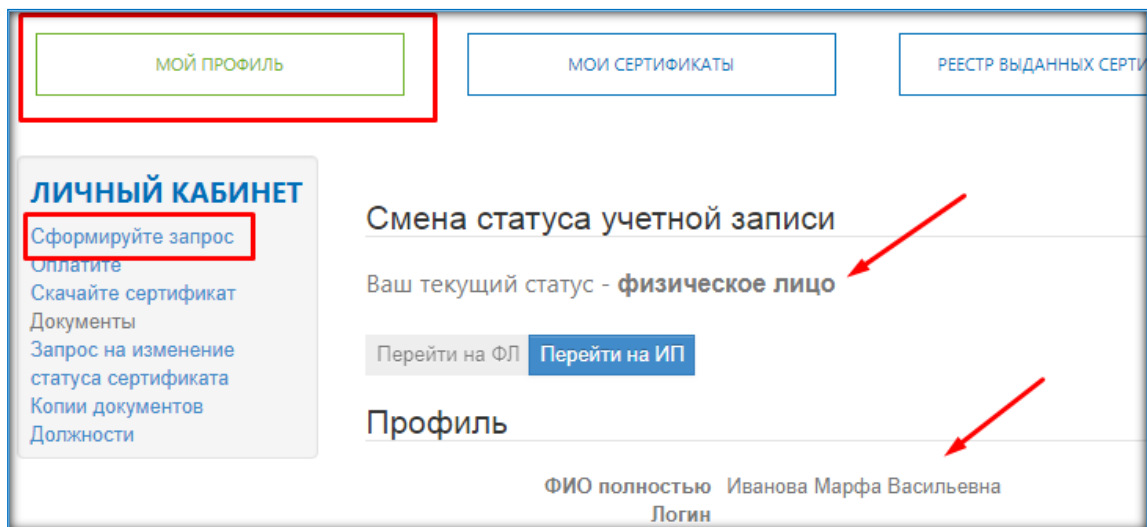 МОЙ ПРОФИЛЬ
МОИ СЕРТИФИКАТЫ
РЕЕСТР ВЫДАННЫХ
ЛИЧНЫЙ КАБИНЕТ
Сформируйте запрос
Оплатите
Скачайте сертификат
Документы
Запрос на изменение
статуса сертификата
Копии документов
Должности
Смена статуса учетной записи
Ваш текущий статус - физическое лицо
Перейти на ФЛ Перейти на ИП
Профиль
ФИО полностью Иванова Марфа Васильевна
Логин